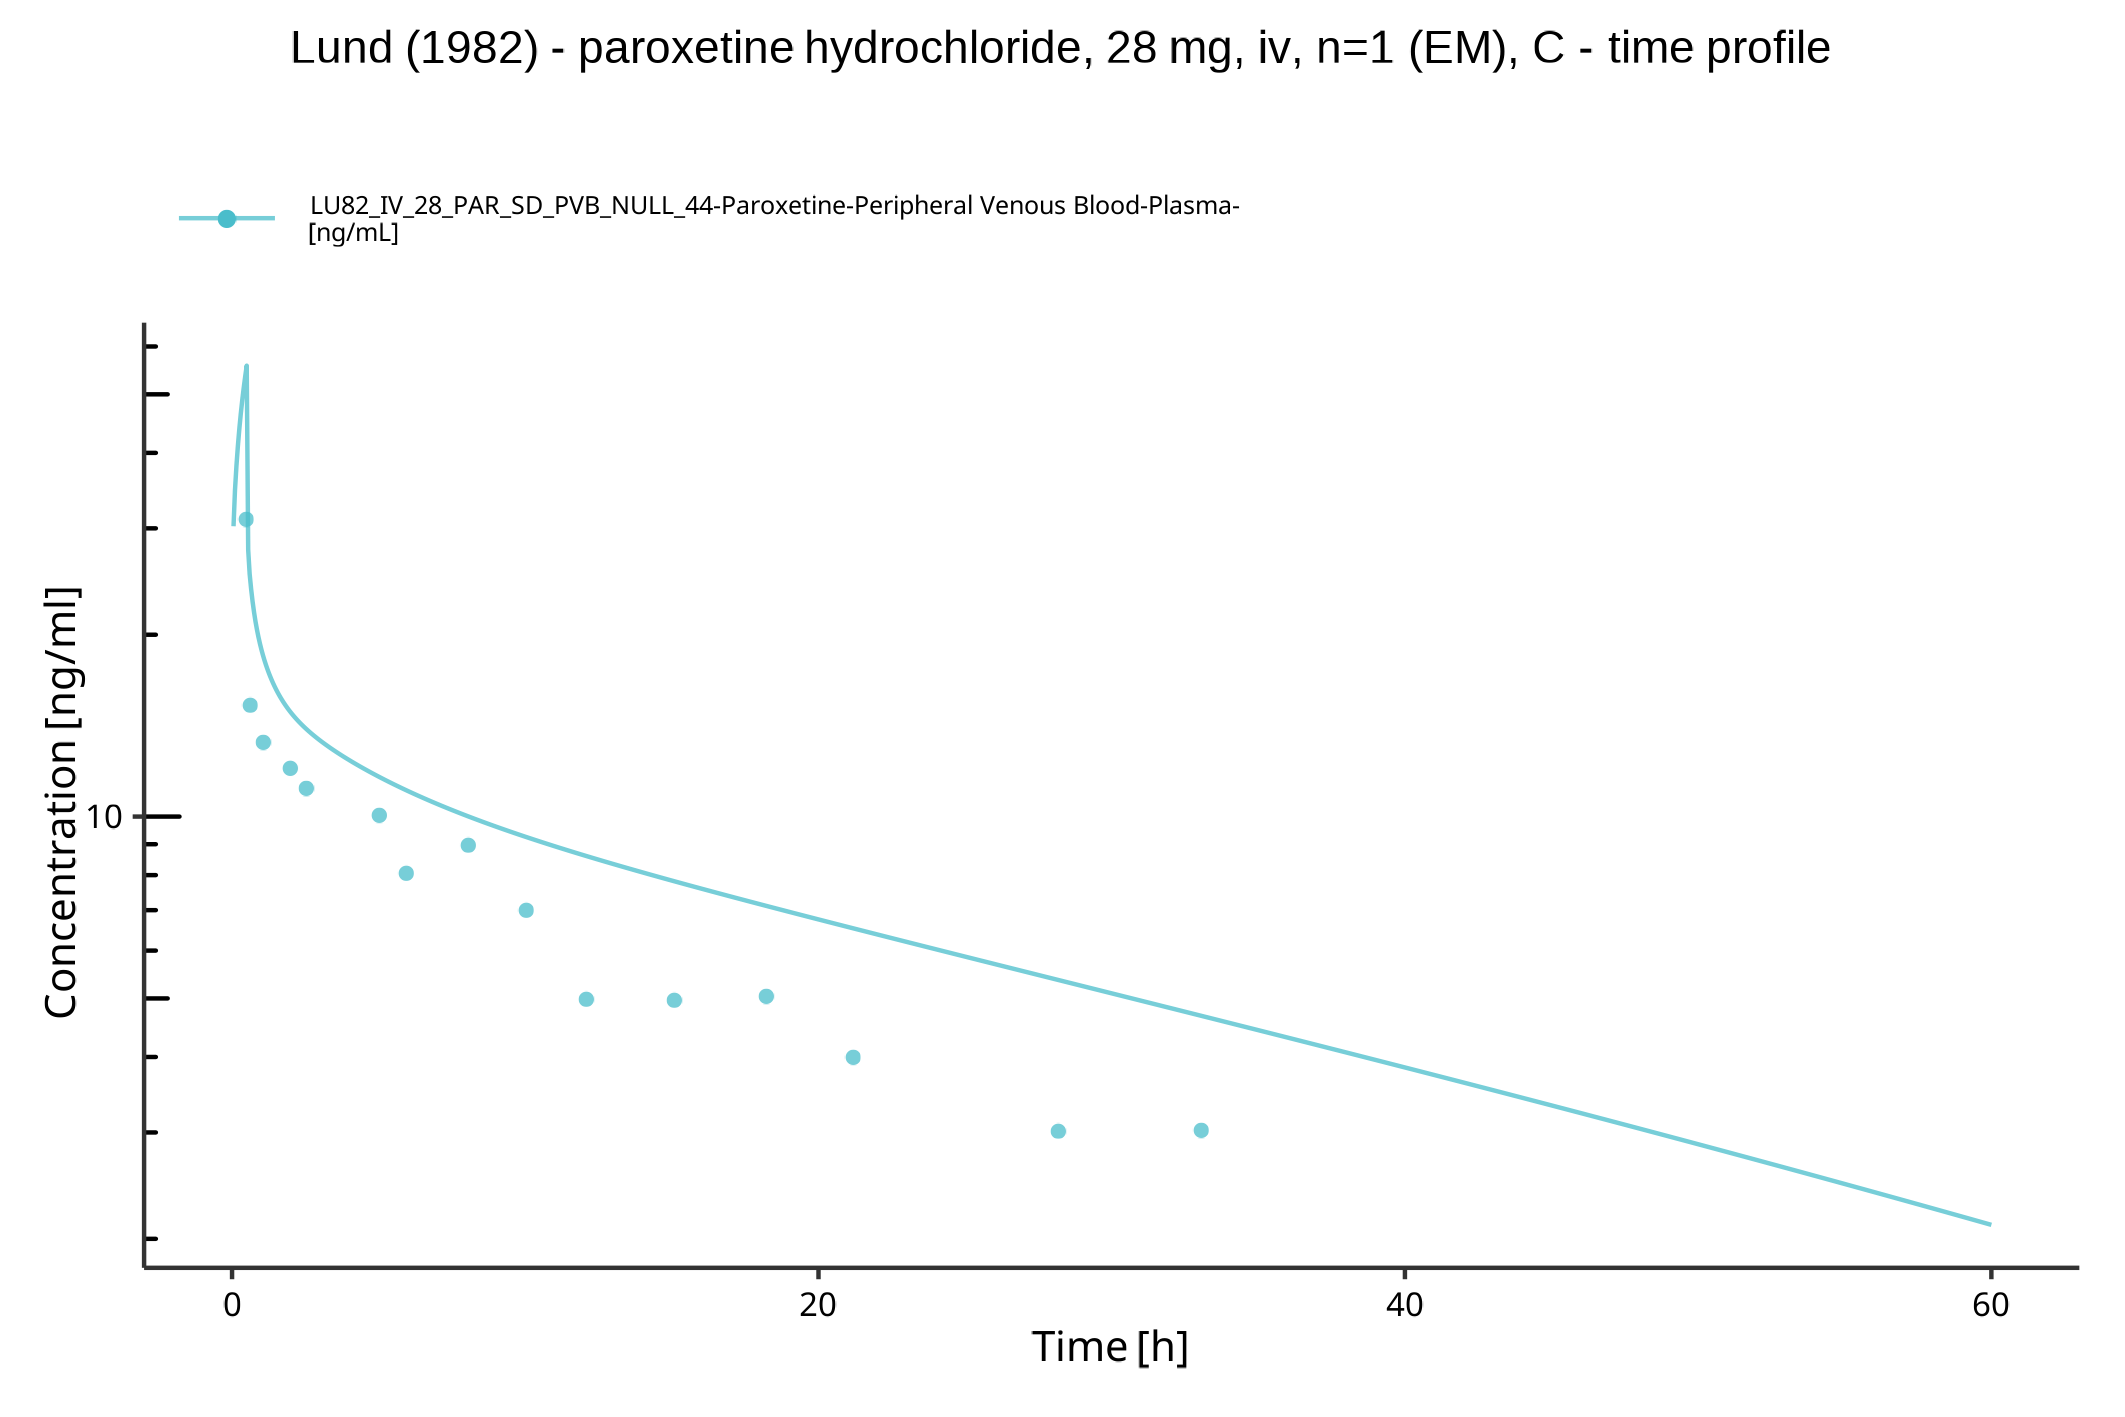 Lund (1982) - paroxetine hydrochloride, 28 mg, iv, n=1 (EM), C - time profile
LU82_IV_28_PAR_SD_PVB_NULL_44-Paroxetine-Peripheral Venous Blood-Plasma-
[ng/mL]
Concentration [ng/ml]
10
0 20 40 60
Time [h]